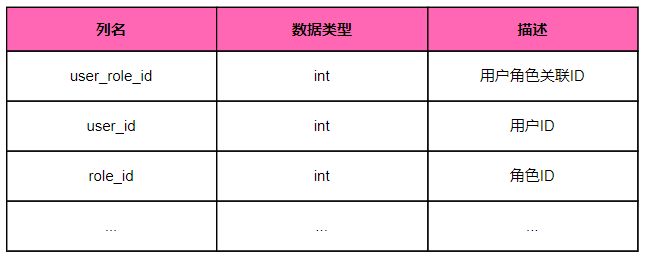 列名 数据类型 描述
user_role_id int 用户角色关联ID
user_id int 用户ID
role_id int 角色ID
... ... ...